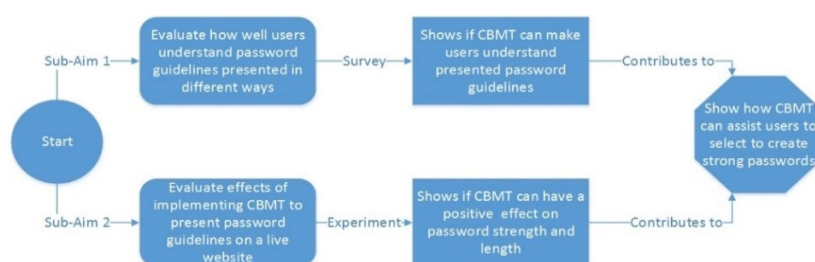 Evaluate how well users
understand password
guidelines presented in
different ways
Shows if CBMT can make
users understand
presented password
guidelines
Sub-Aim 1
Survey
Contributes to
Start
Show how CBMT
can assist users to
select to create
strong passwords
Evaluate effects of
implementing CBMT to
present password
guidelines on a live
website
Shows if CBMT can have a
positive effect on
password strength and
length
Sub-Aim 2
Experiment
Contributes to